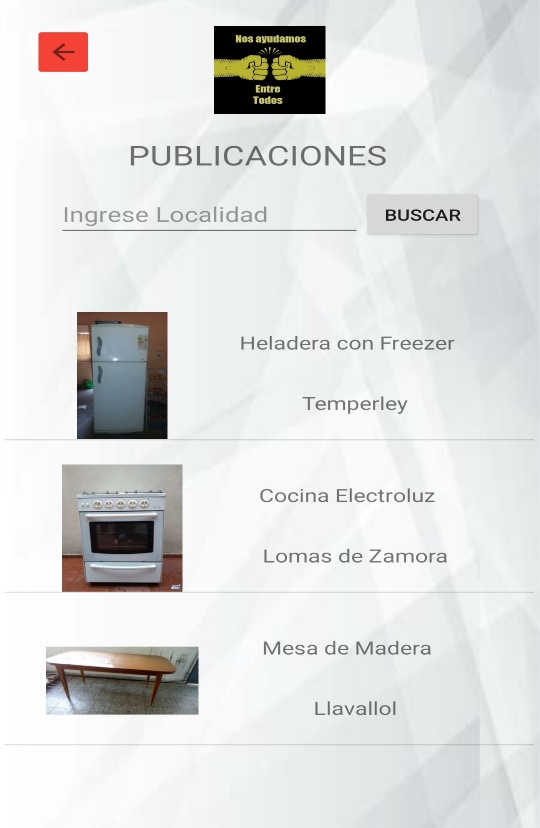 Nos ayudamos
Entre
Todos
PUBLICACIONES
Ingrese Localidad
BUSCAR
Heladera con Freezer
Temperley
Cocina Electroluz
Lomas de Zamora
Mesa de Madera
Llavallol